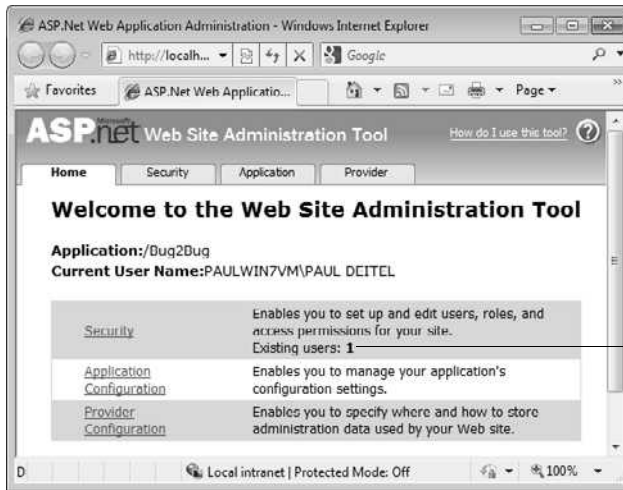 ASP.Net Web Application Administration - Windows Internet Explorer
http://localh... Google
Favorites ASP.Net Web Applicatio... Page
Microsoft
ASP.net Web Site Administration Tool How do I use this tool? ?
Home Security Application Provider
Welcome to the Web Site Administration Tool
Application:/Bug2Bug
Current User Name:PAULWIN7VM\PAUL DEITEL
Security
Enables you to set up and edit users, roles, and
access permissions for your site.
Existing users: 1
Application
Configuration
Enables you to manage your application's
configuration settings.
Provider
Configuration
Enables you to specify where and how to store
administration data used by your Web site.
D Local intranet | Protected Mode: Off 100%